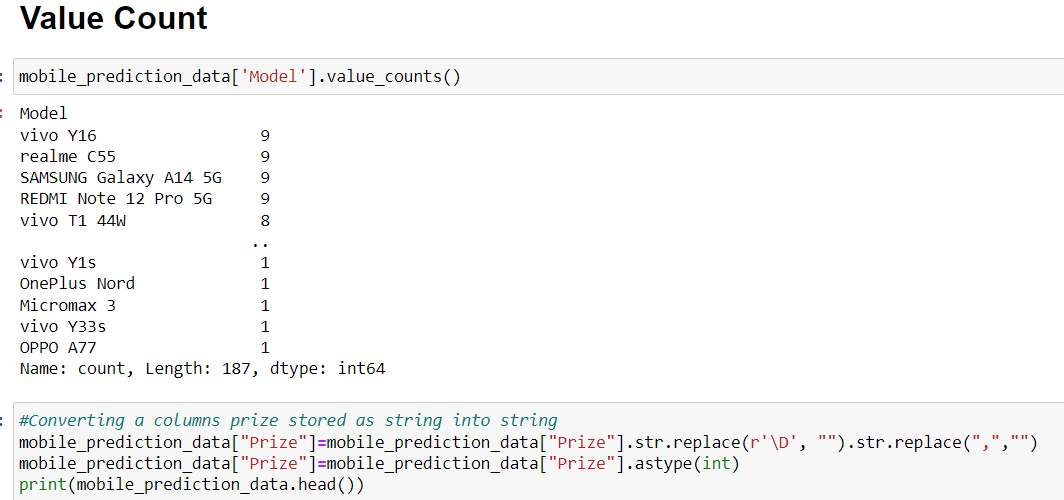 Value Count
mobile_prediction_data['Model'].value_counts()
Model
vivo Y16 9
realme C55 9
SAMSUNG Galaxy A14 5G 9
REDMI Note 12 Pro 5G 9
vivo T1 44W 8
..
vivo Y1s 1
OnePlus Nord 1
Micromax 3 1
vivo Y33s 1
OPPO A77 1
Name: count, Length: 187, dtype: int64
#Converting a columns prize stored as string into string
mobile_prediction_data["Prize"]=mobile_prediction_data["Prize"].str.replace(r'\D', "").str.replace(",","")
mobile_prediction_data["Prize"]=mobile_prediction_data["Prize"].astype(int)
print(mobile_prediction_data.head())